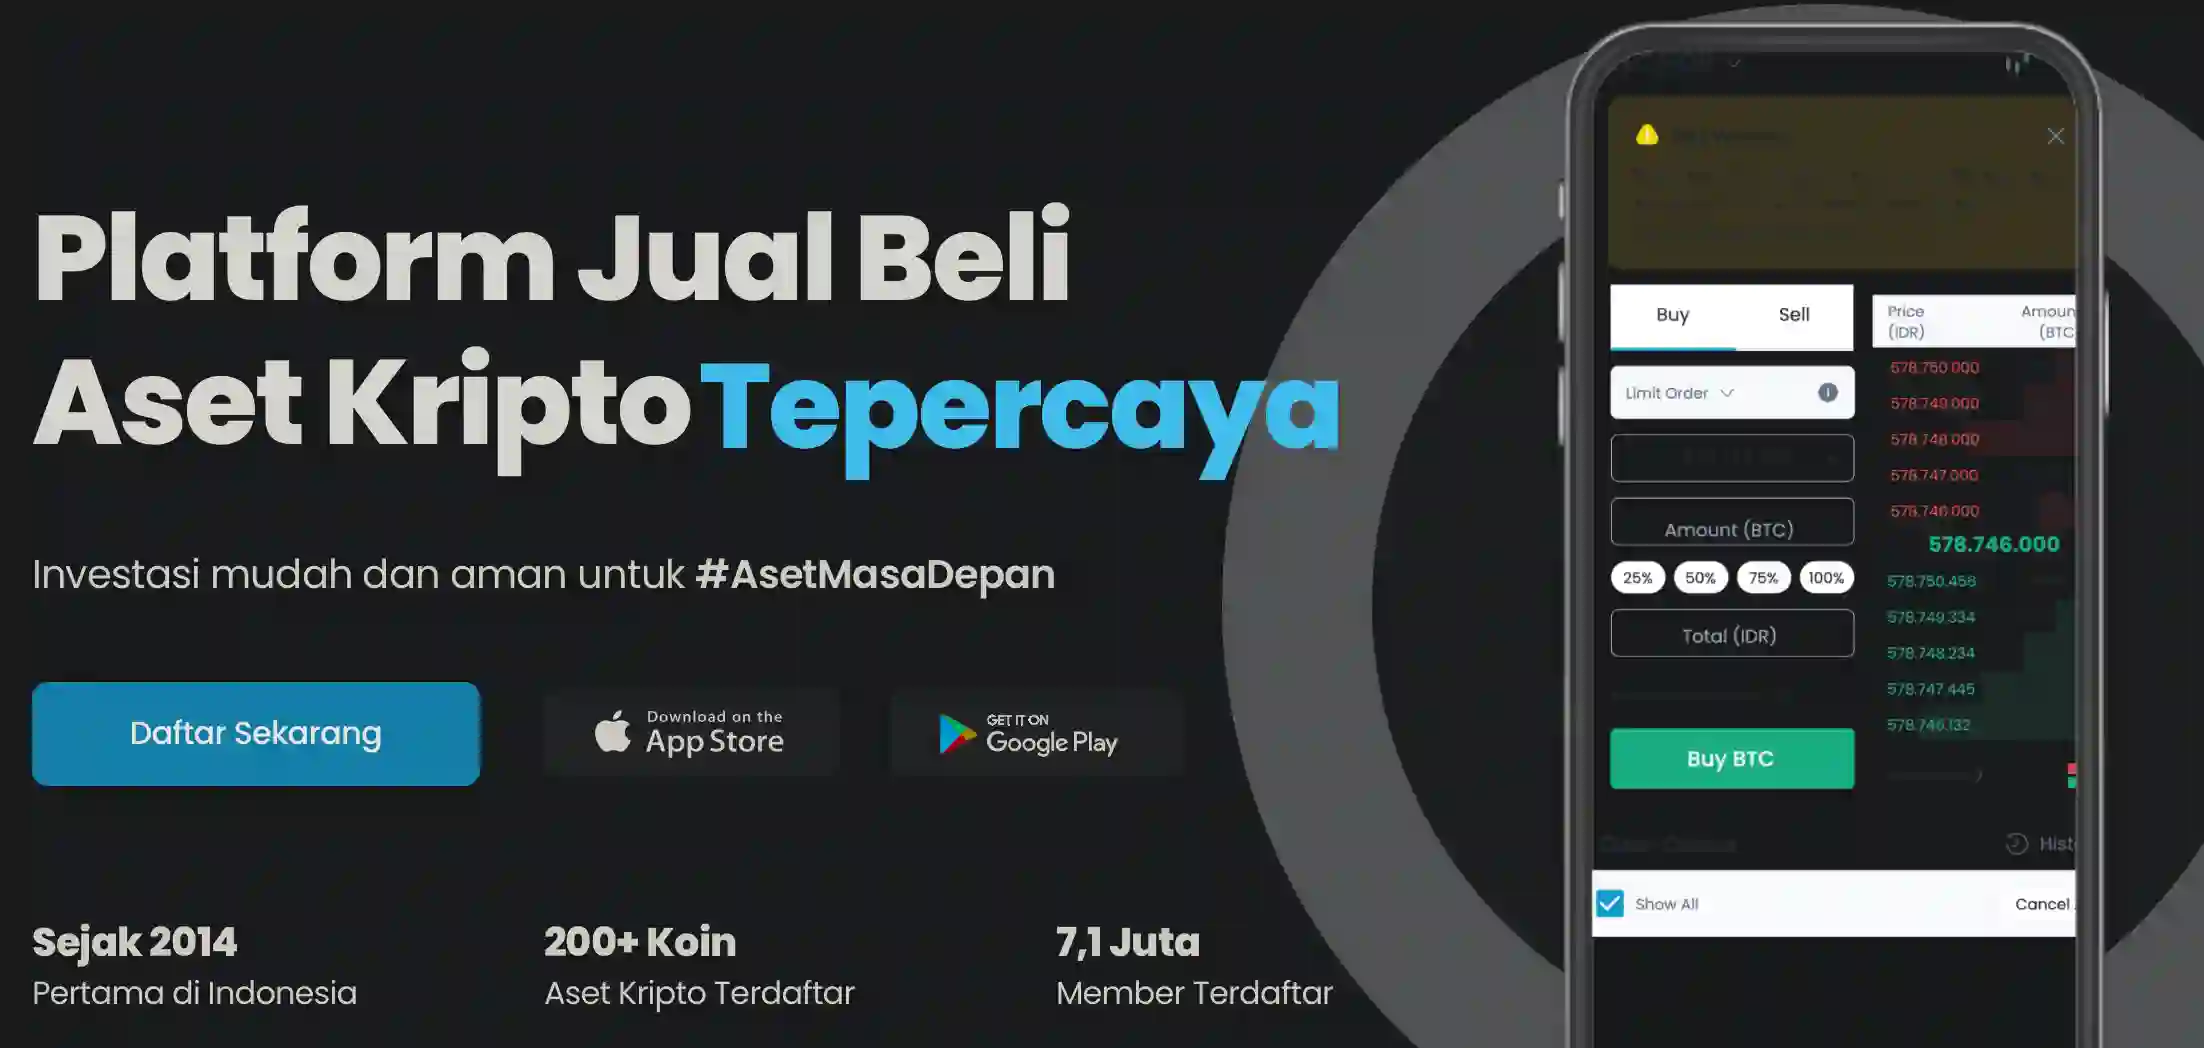 Platform Jual Beli
Aset Kripto Tepercaya
Investasi mudah dan aman untuk #AsetMasaDepan
Daftar Sekarang
Download on the
App Store
GET IT ON
Google Play
Sejak 2014
Pertama di Indonesia
200+ Koin
Aset Kripto Terdaftar
7,1 Juta
Member Terdaftar
Buy Sell
Limit Order
Amount (BTC)
25% 50% 75% 100%
Total (IDR)
Buy BTC
Price
(IDR)
Amoun
(BTC
578.750.000
578.749.000
578.748.000
578.747.000
578.746.000
578.746.000
578.750.456
578.749.334
578.748.234
578.747.445
578.746.132
Hist
Show All
Cancel